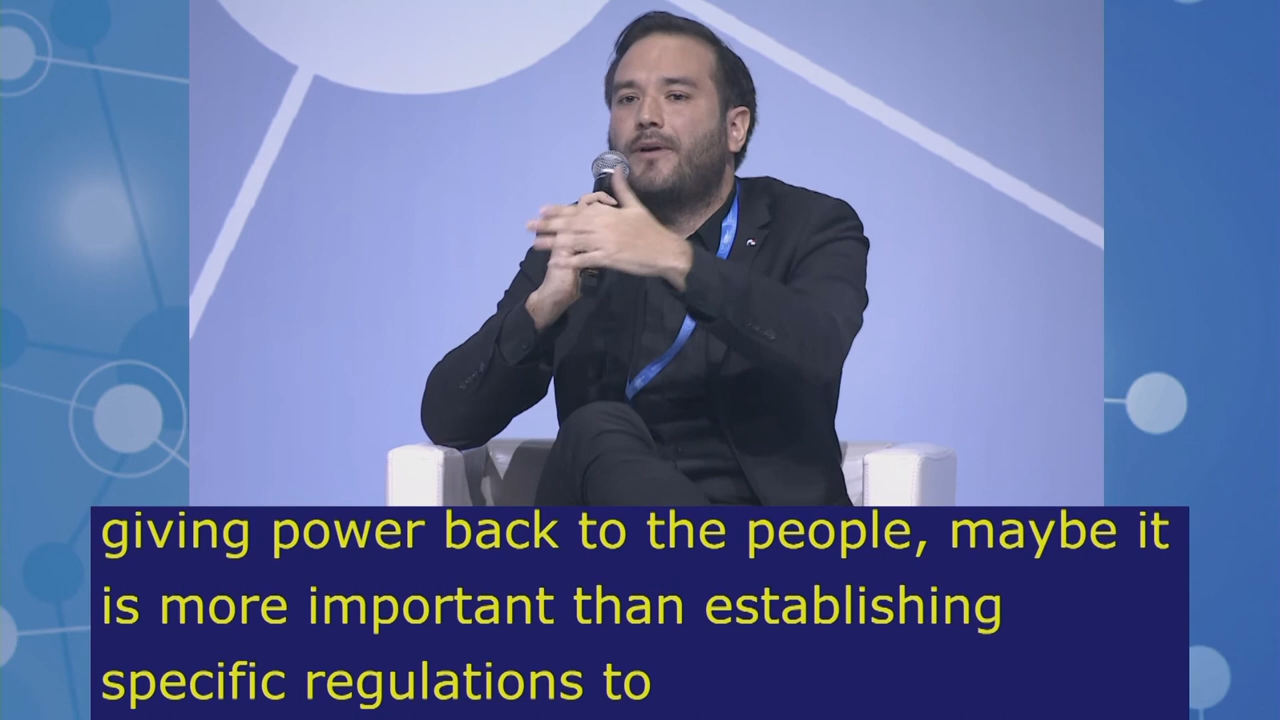 giving power back to the people, maybe it
is more important than establishing
specific regulations to